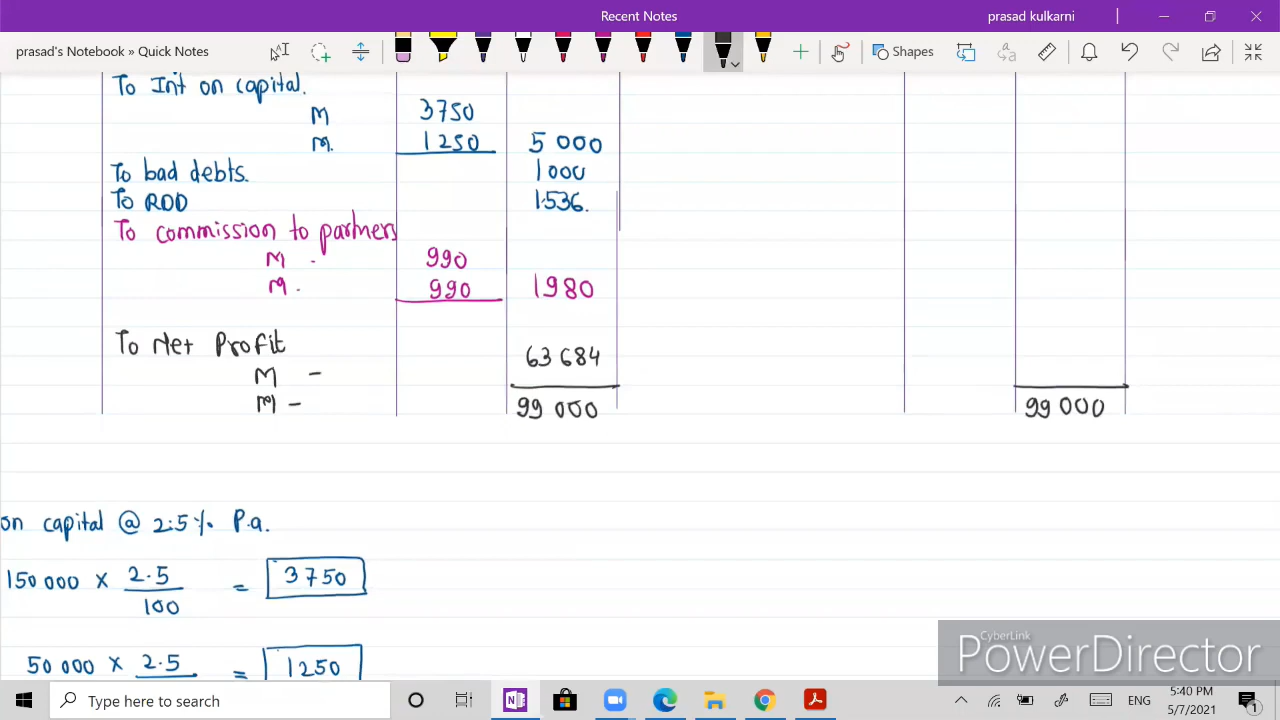 Recent Notes
prasad kulkarni
prasad's Notebook » Quick Notes
Shapes
To Int on capital.
M 3750
M. 1250 5000
To bad debts. 1000
To RDD 1536.
To commission to partners
M . 990
M . 990 1980
To Net Profit 63 684
M –
M –
99 000 99 000
on capital @ 2.5% P.a.
150 000 × 2.5 = 3750
100
50 000 × 2.5 = 1250
CyberLink
PowerDirector
Type here to search
ENG
5:40 PM
5/7/2021
1